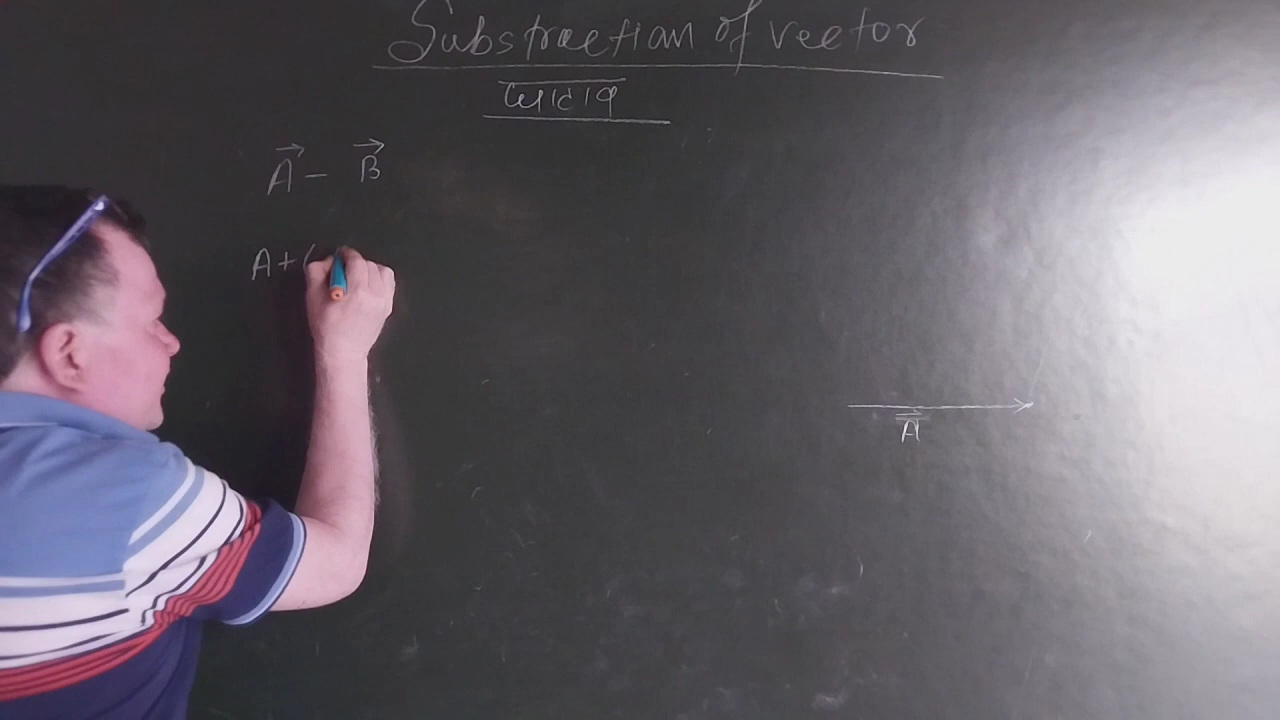 Substraction of vector
घटाव
A⃗ - B⃗
A + (
A⃗